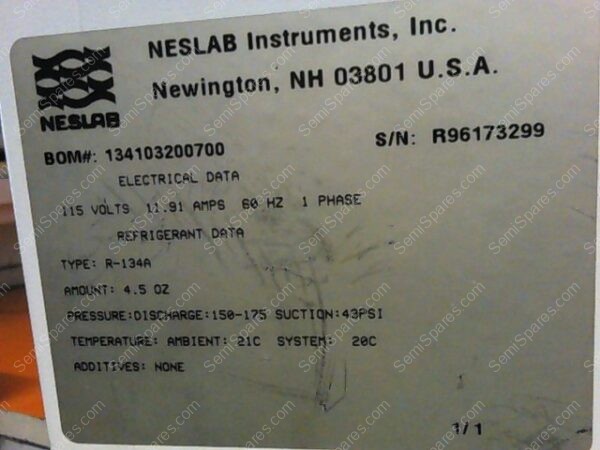 NESLAB Instruments, Inc.
Newington, NH 03801 U.S.A.
NESLAB
S/N: R96173299
BOM#: 134103200700
ELECTRICAL DATA
115 VOLTS 11.91 AMPS 60 HZ 1 PHASE
REFRIGERANT DATA
TYPE: R-134A
AMOUNT: 4.5 OZ
PRESSURE:DISCHARGE:150-175 SUCTION:43PSI
TEMPERATURE: AMBIENT: 21C SYSTEM: 20C
ADDITIVES: NONE
1/1
SemiSpares.com